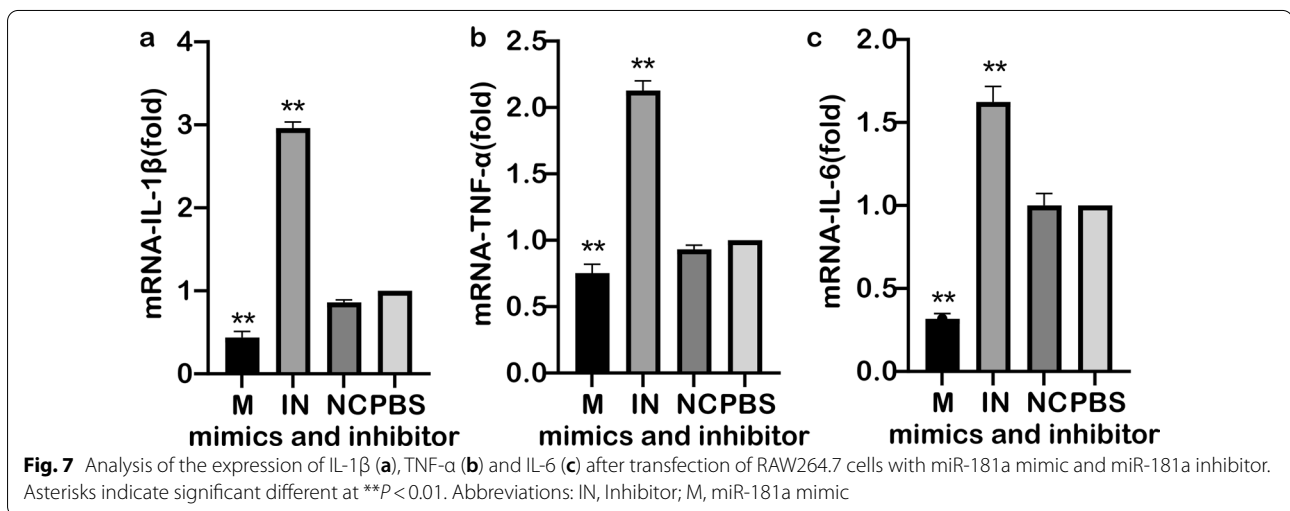 a
mRNA-IL-1β(fold)
4
3
2
1
0
**
**
M IN NC PBS
mimics and inhibitor
b
mRNA-TNF-α(fold)
2.5
2.0
1.5
1.0
0.5
0.0
**
**
M IN NC PBS
mimics and inhibitor
c
mRNA-IL-6(fold)
2.0
1.5
1.0
0.5
0.0
**
**
M IN NC PBS
mimics and inhibitor
Fig. 7 Analysis of the expression of IL-1β (a), TNF-α (b) and IL-6 (c) after transfection of RAW264.7 cells with miR-181a mimic and miR-181a inhibitor.
Asterisks indicate significant different at **P < 0.01. Abbreviations: IN, Inhibitor; M, miR-181a mimic